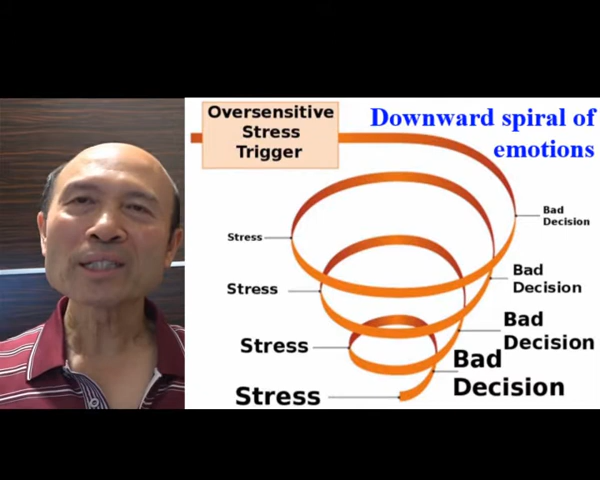 Oversensitive
Stress
Trigger
Downward spiral of
emotions
Bad
Decision
Stress
Bad
Decision
Stress
Bad
Decision
Stress
Bad
Decision
Stress